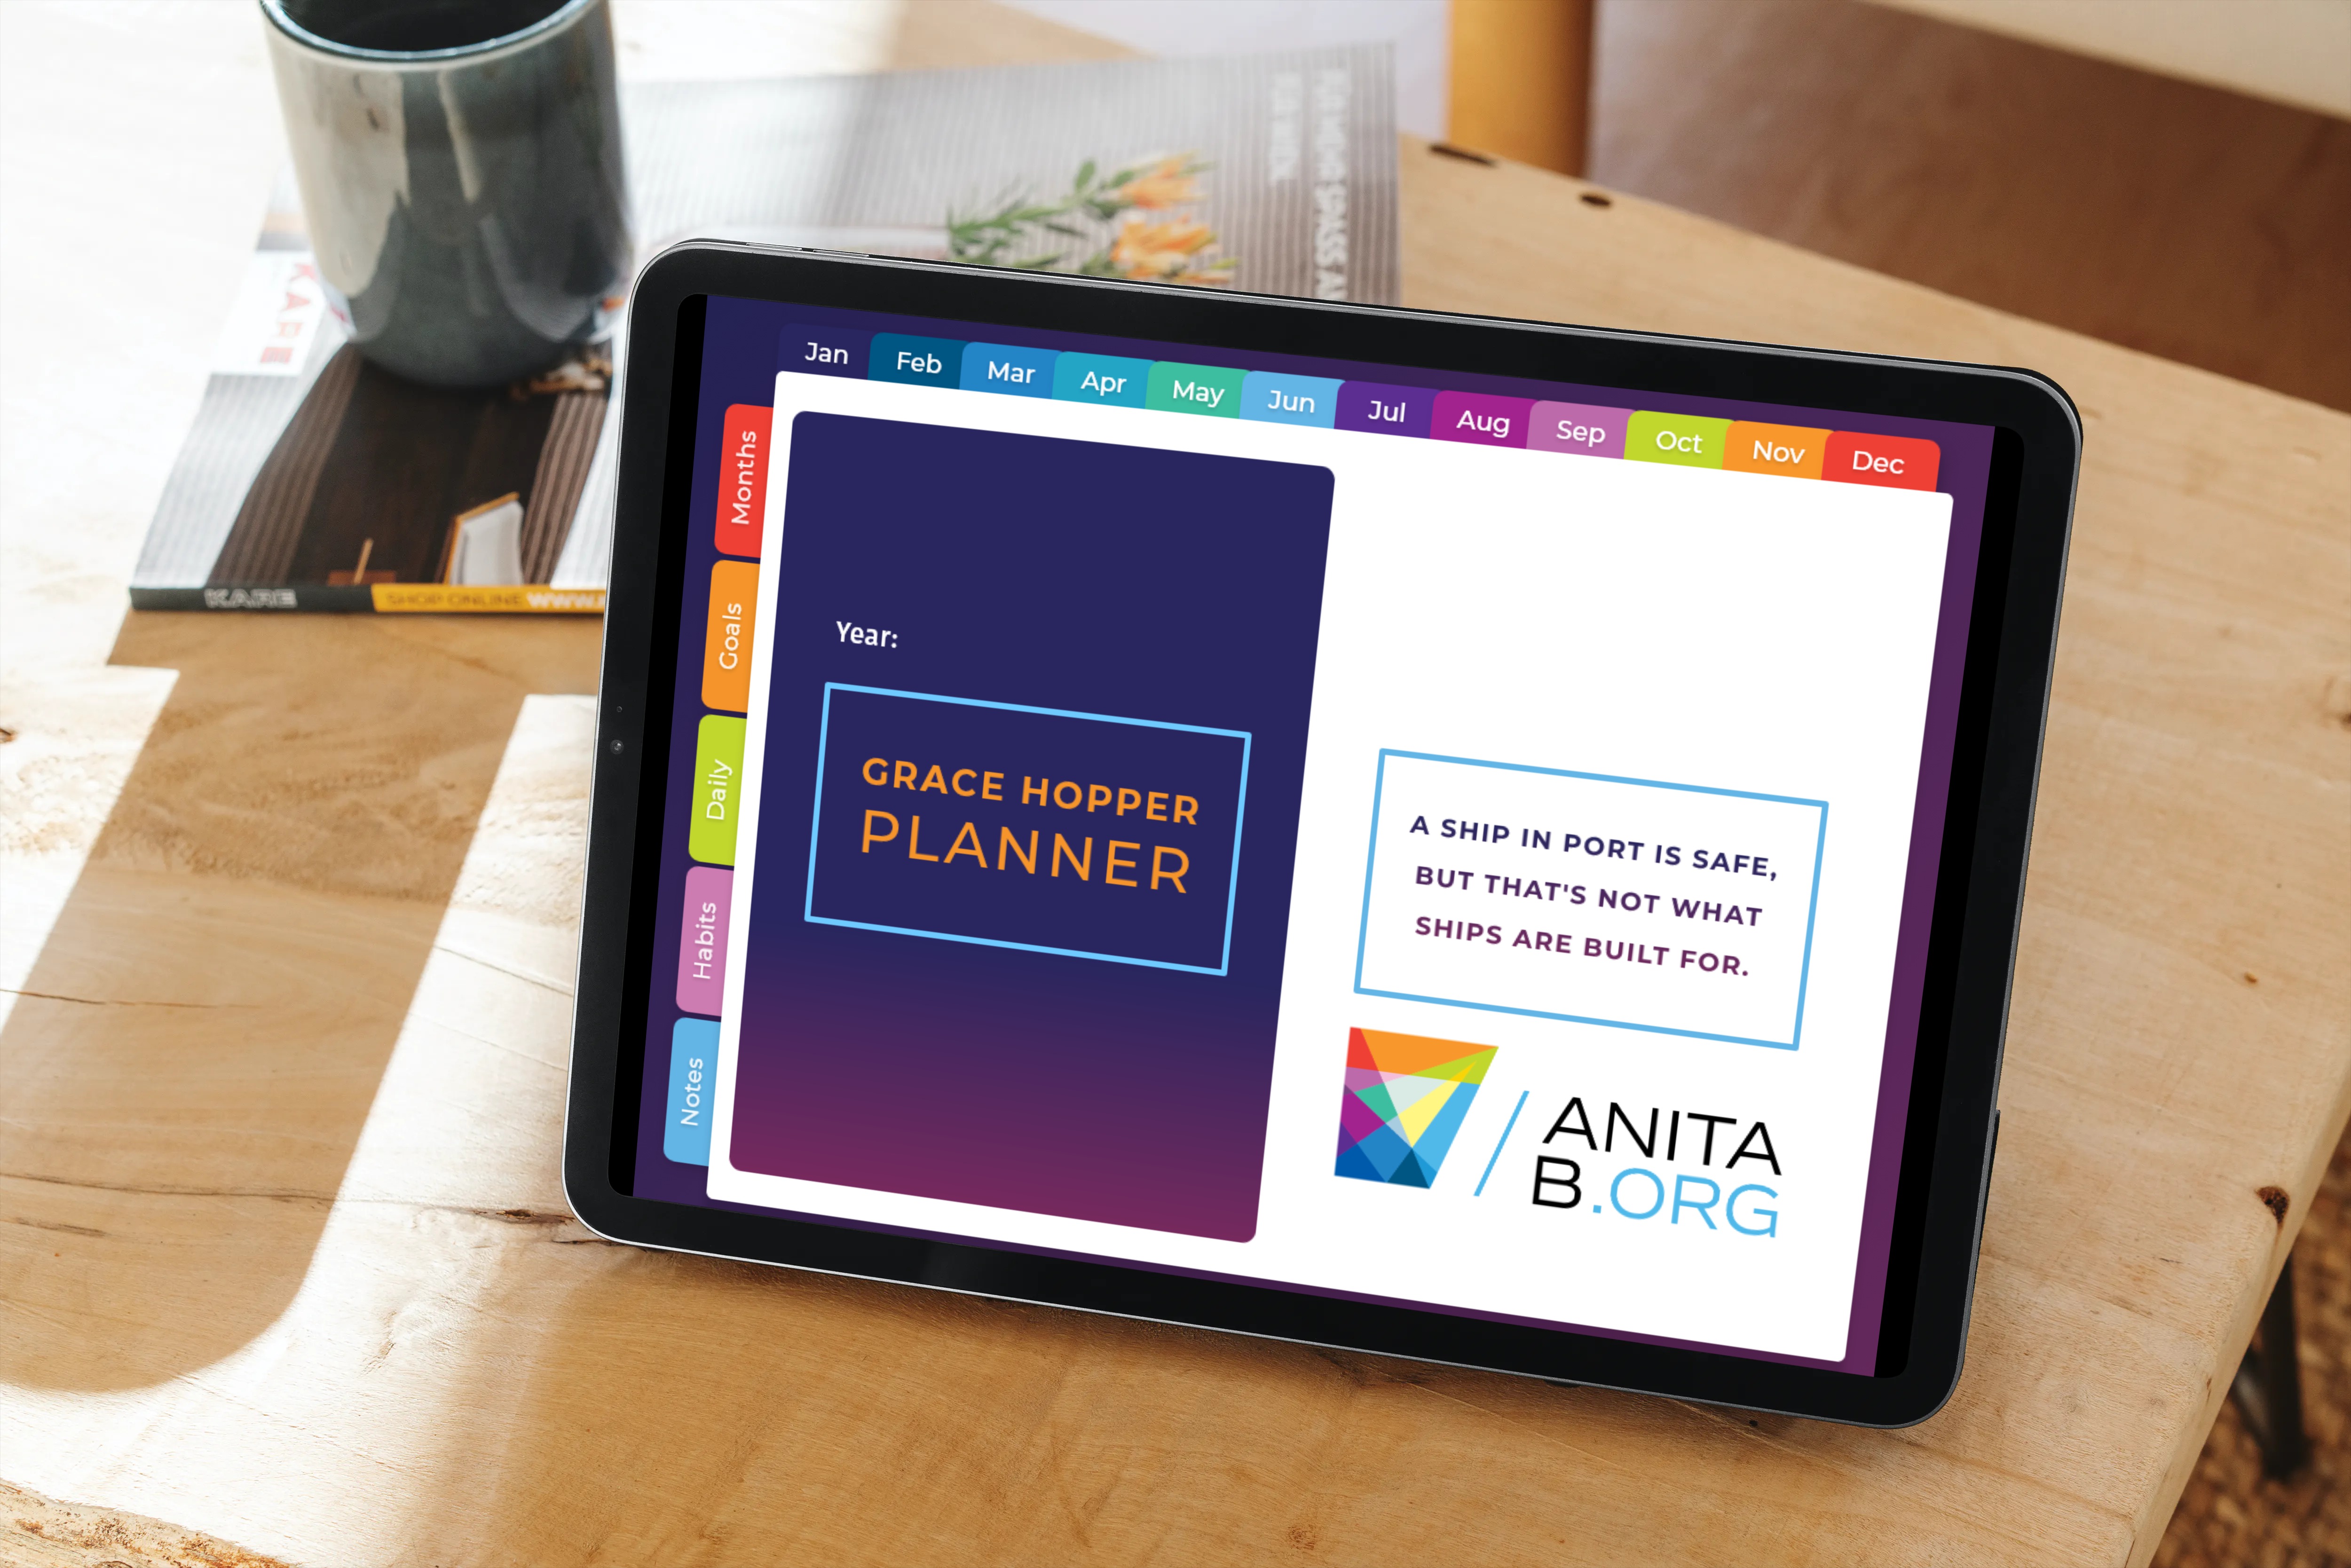 Jan
Feb
Mar
Apr
May
Jun
Jul
Aug
Sep
Oct
Nov
Dec
Months
Goals
Daily
Habits
Notes
Year:
GRACE HOPPER
PLANNER
A SHIP IN PORT IS SAFE,
BUT THAT'S NOT WHAT
SHIPS ARE BUILT FOR.
ANITA
B.ORG
KARE
KARE
SHOP ONLINE WWW.